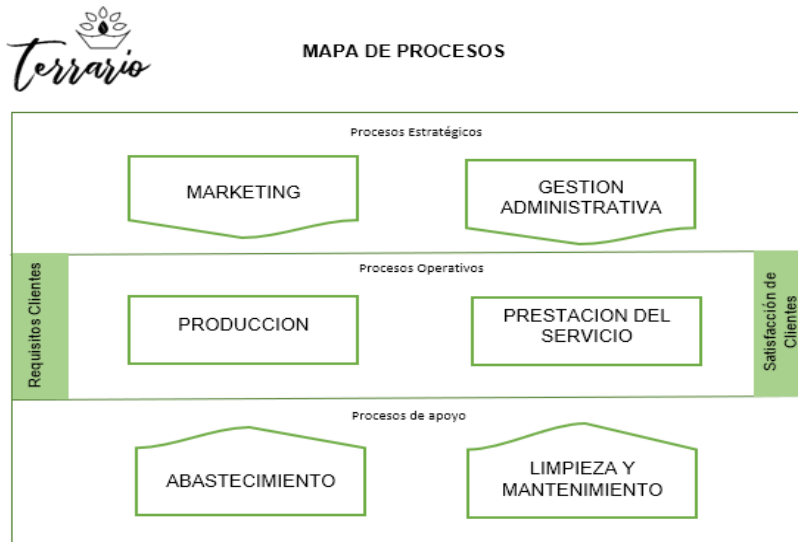 Terrario
MAPA DE PROCESOS
Procesos Estratégicos
MARKETING
GESTION
ADMINISTRATIVA
Requisitos Clientes
Procesos Operativos
PRODUCCION
PRESTACION DEL
SERVICIO
Satisfacción de
Clientes
Procesos de apoyo
ABASTECIMIENTO
LIMPIEZA Y
MANTENIMIENTO